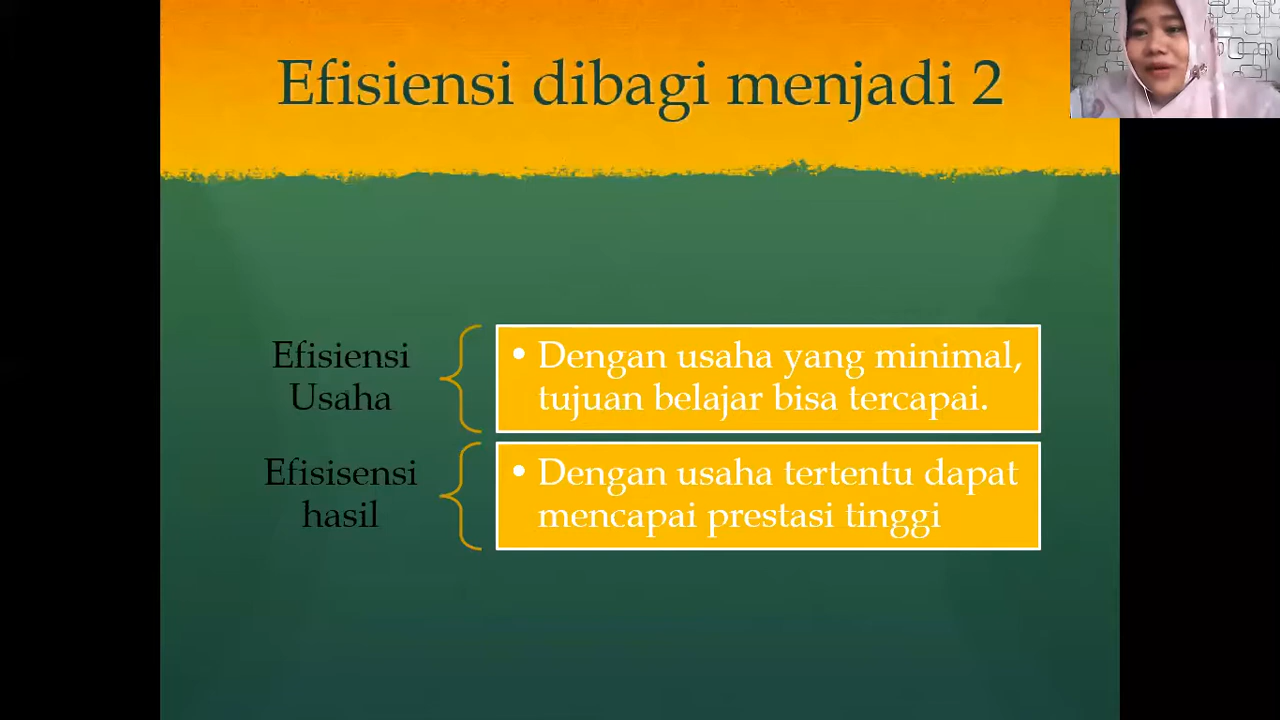 Efisiensi dibagi menjadi 2
Efisiensi
Usaha
• Dengan usaha yang minimal,
tujuan belajar bisa tercapai.
Efisisensi
hasil
• Dengan usaha tertentu dapat
mencapai prestasi tinggi